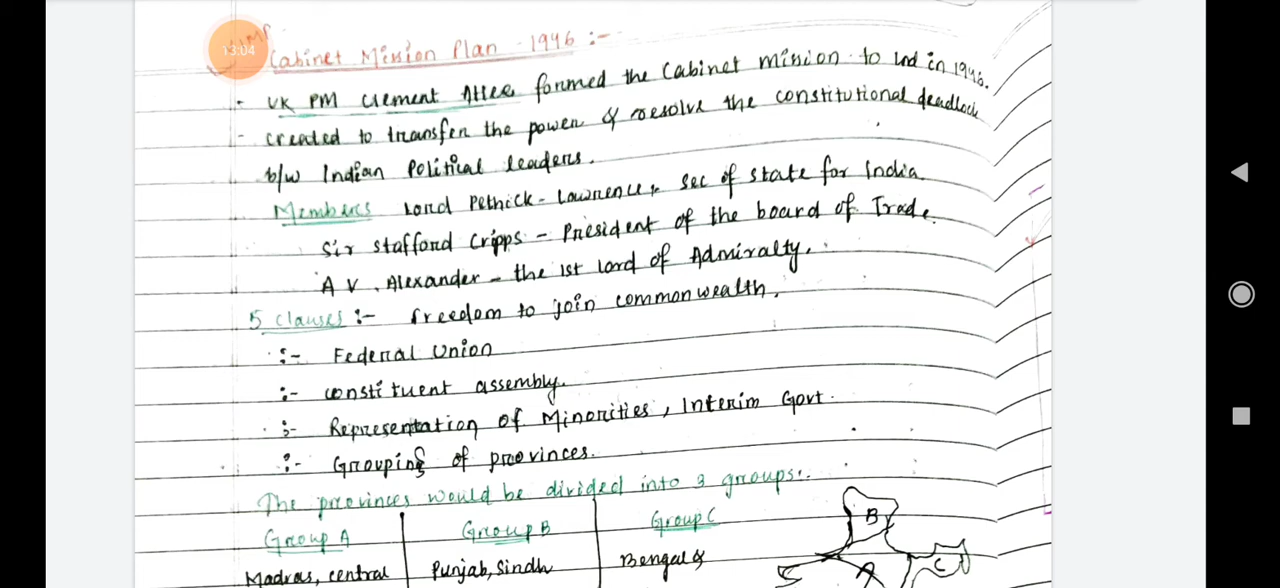 IMP
13:04
Cabinet Mission Plan - 1946 :-
- UK PM Clement Attlee formed the Cabinet mission to Ind in 1946.
- created to transfer the power & resolve the constitutional deadlock
b/w Indian Political leaders.
Members Lord Pethick - Lawrence, Sec of State for India.
Sir Stafford Cripps - President of the board of Trade.
A V. Alexander - the 1st Lord of Admiralty.
5 Clauses :- freedom to join commonwealth.
:- Federal Union
:- constituent assembly.
:- Representation of Minorities, Interim Govt.
:- Grouping of provinces.
The provinces would be divided into 3 groups:.
Group A Group B Group C
Madras, central Punjab, Sindh Bengal &
B
C
A